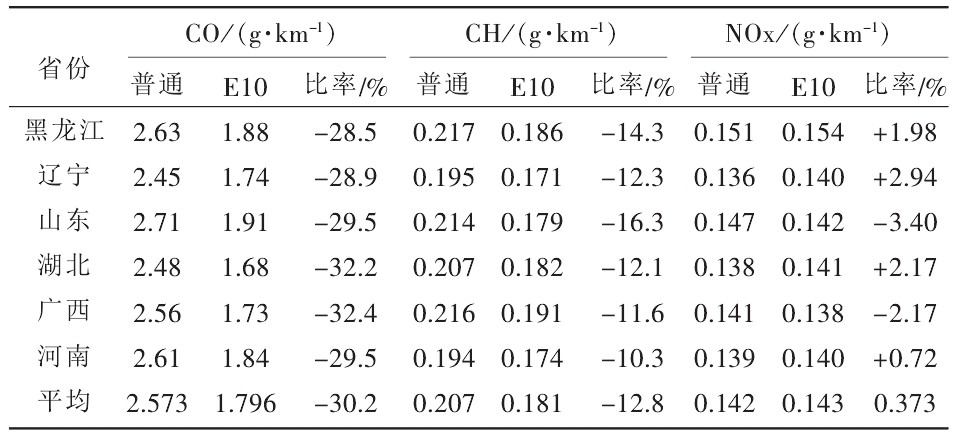 省份 CO/(g·km⁻¹) CH/(g·km⁻¹) NOx/(g·km⁻¹)
普通 E10 比率/% 普通 E10 比率/% 普通 E10 比率/%
黑龙江 2.63 1.88 -28.5 0.217 0.186 -14.3 0.151 0.154 +1.98
辽宁 2.45 1.74 -28.9 0.195 0.171 -12.3 0.136 0.140 +2.94
山东 2.71 1.91 -29.5 0.214 0.179 -16.3 0.147 0.142 -3.40
湖北 2.48 1.68 -32.2 0.207 0.182 -12.1 0.138 0.141 +2.17
广西 2.56 1.73 -32.4 0.216 0.191 -11.6 0.141 0.138 -2.17
河南 2.61 1.84 -29.5 0.194 0.174 -10.3 0.139 0.140 +0.72
平均 2.573 1.796 -30.2 0.207 0.181 -12.8 0.142 0.143 0.373